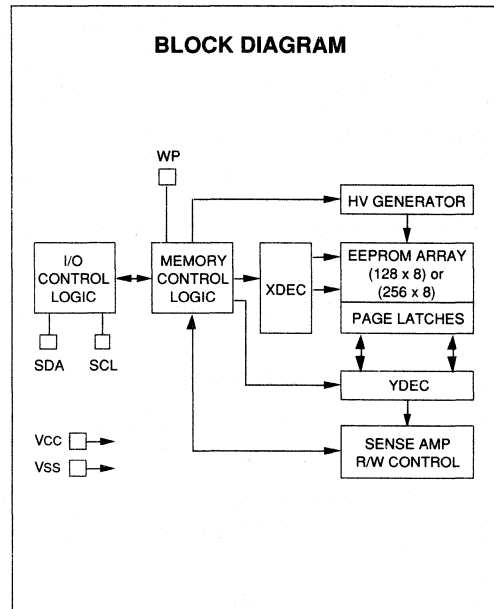 BLOCK DIAGRAM
WP
HV GENERATOR
I/O
CONTROL
LOGIC
MEMORY
CONTROL
LOGIC
XDEC
EEPROM ARRAY
(128 x 8) or
(256 x 8)
PAGE LATCHES
SDA
SCL
YDEC
VCC
VSS
SENSE AMP
R/W CONTROL